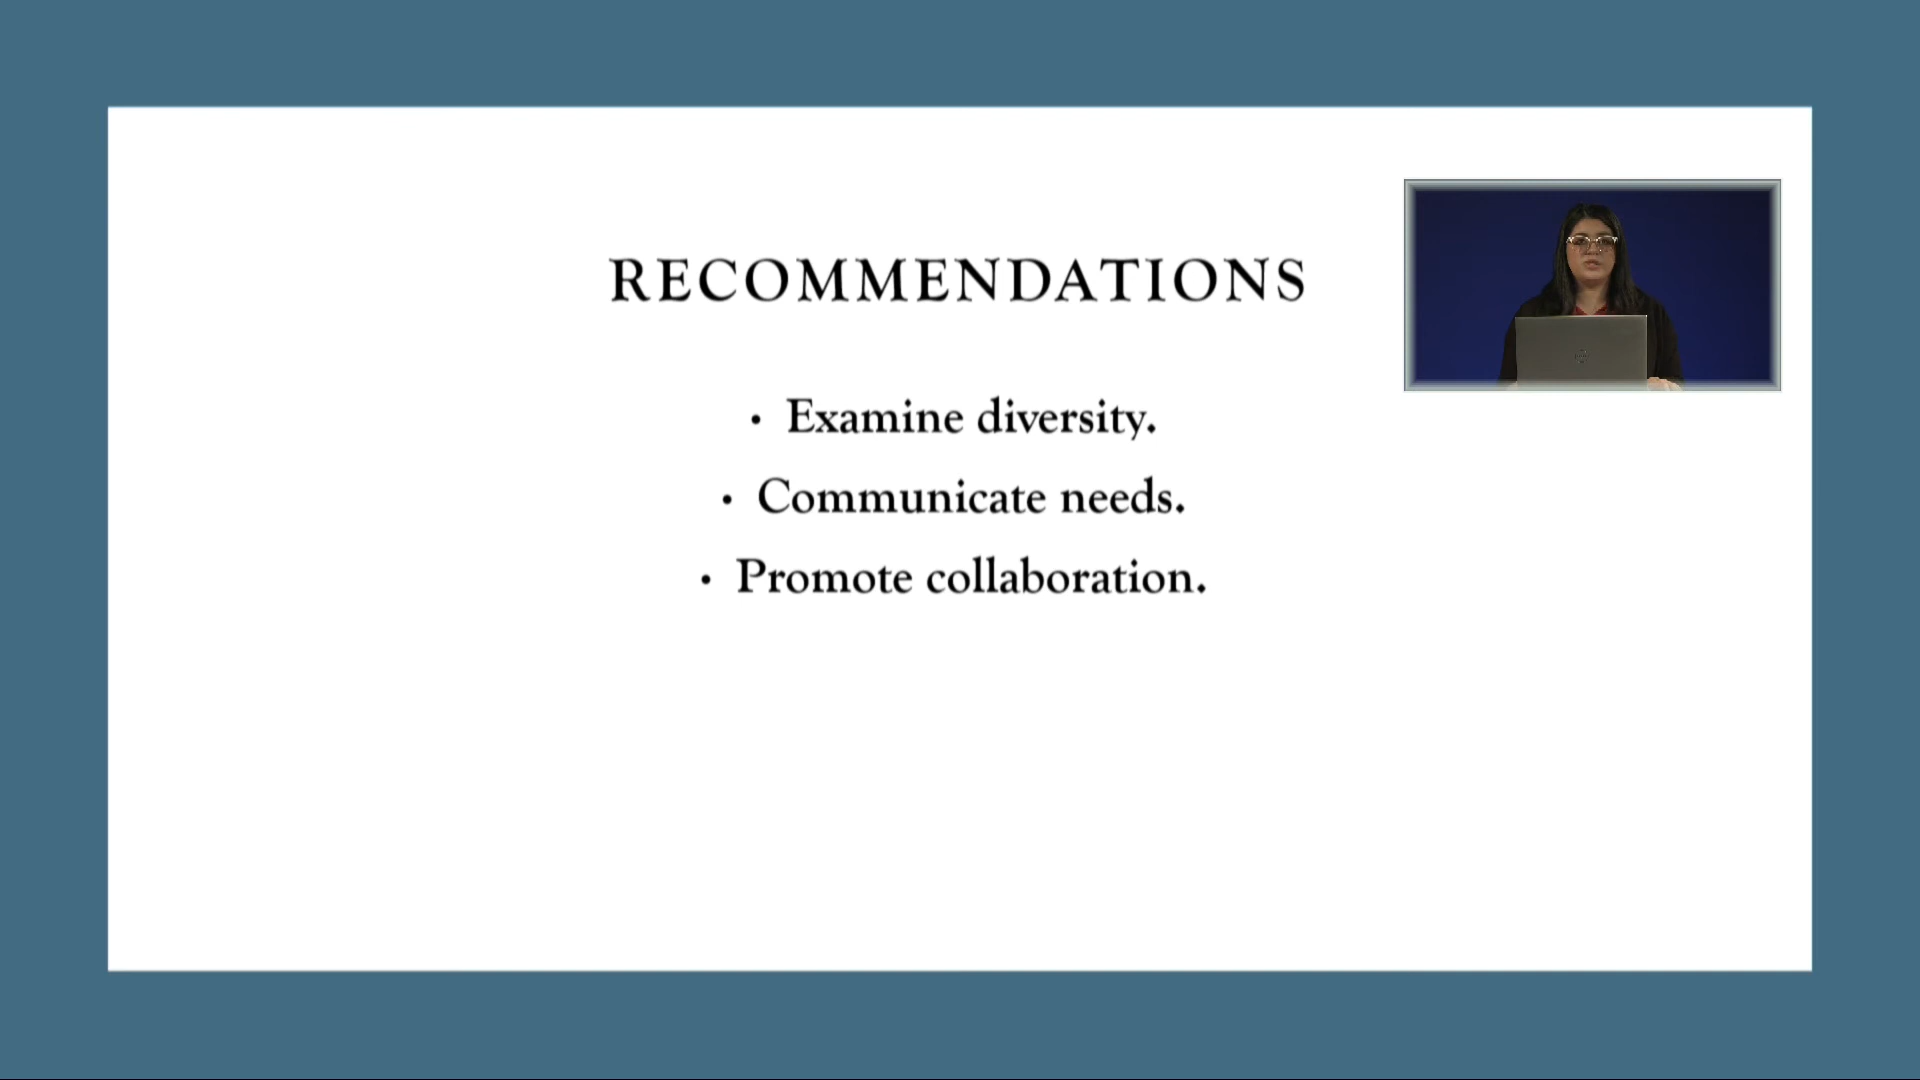 RECOMMENDATIONS
• Examine diversity.
• Communicate needs.
• Promote collaboration.